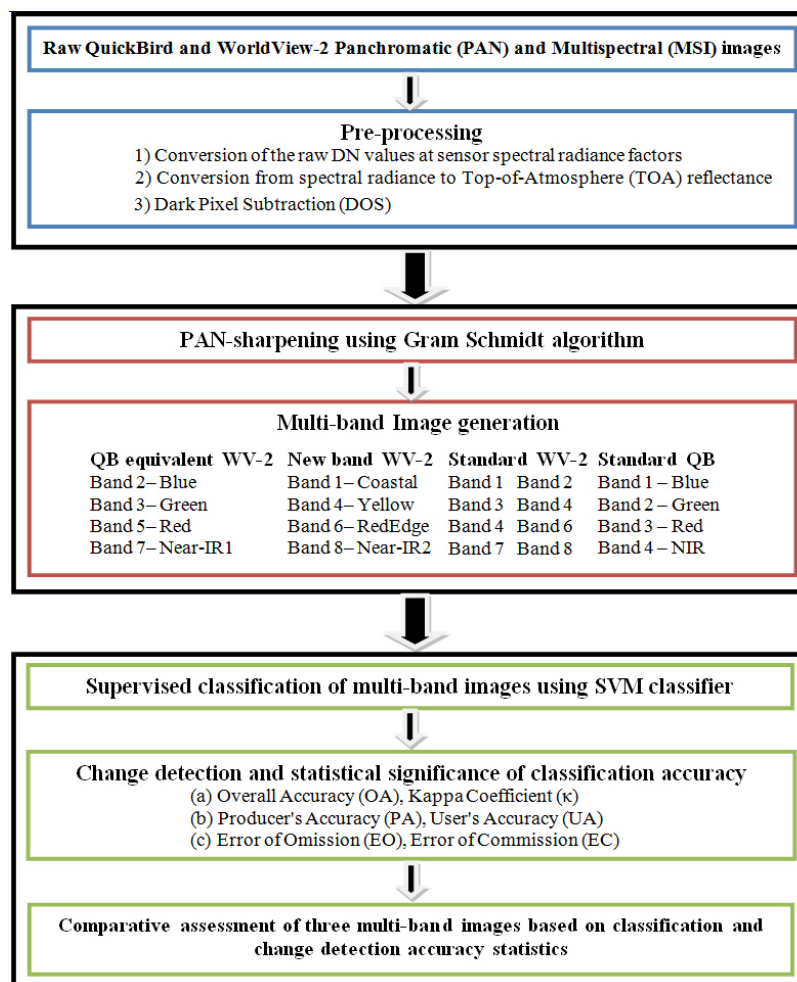 Raw QuickBird and WorldView-2 Panchromatic (PAN) and Multispectral (MSI) images
Pre-processing
1) Conversion of the raw DN values at sensor spectral radiance factors
2) Conversion from spectral radiance to Top-of-Atmosphere (TOA) reflectance
3) Dark Pixel Subtraction (DOS)
PAN-sharpening using Gram Schmidt algorithm
Multi-band Image generation
QB equivalent WV-2 New band WV-2 Standard WV-2 Standard QB
Band 2– Blue Band 1– Coastal Band 1 Band 2 Band 1 – Blue
Band 3– Green Band 4– Yellow Band 3 Band 4 Band 2 – Green
Band 5– Red Band 6– RedEdge Band 4 Band 6 Band 3 – Red
Band 7– Near-IR1 Band 8– Near-IR2 Band 7 Band 8 Band 4 – NIR
Supervised classification of multi-band images using SVM classifier
Change detection and statistical significance of classification accuracy
(a) Overall Accuracy (OA), Kappa Coefficient (κ)
(b) Producer's Accuracy (PA), User's Accuracy (UA)
(c) Error of Omission (EO), Error of Commission (EC)
Comparative assessment of three multi-band images based on classification and
change detection accuracy statistics